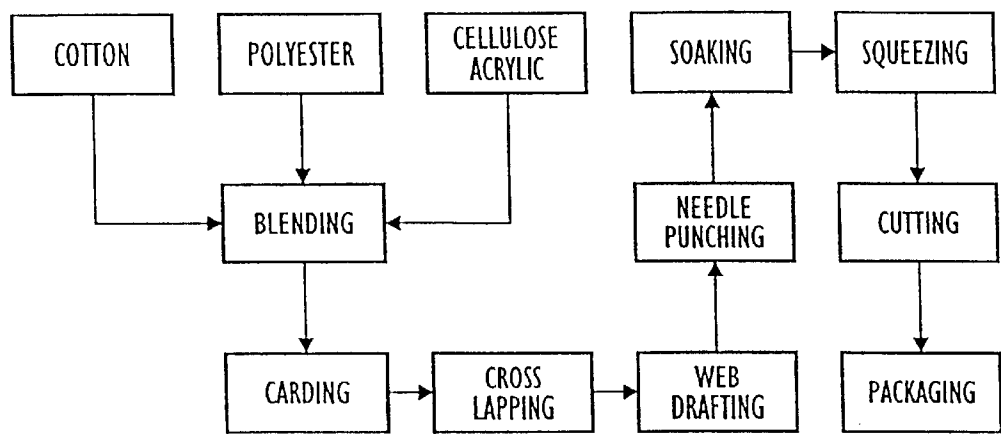 COTTON
POLYESTER
CELLULOSE
ACRYLIC
SOAKING
SQUEEZING
BLENDING
NEEDLE
PUNCHING
CUTTING
CARDING
CROSS
LAPPING
WEB
DRAFTING
PACKAGING